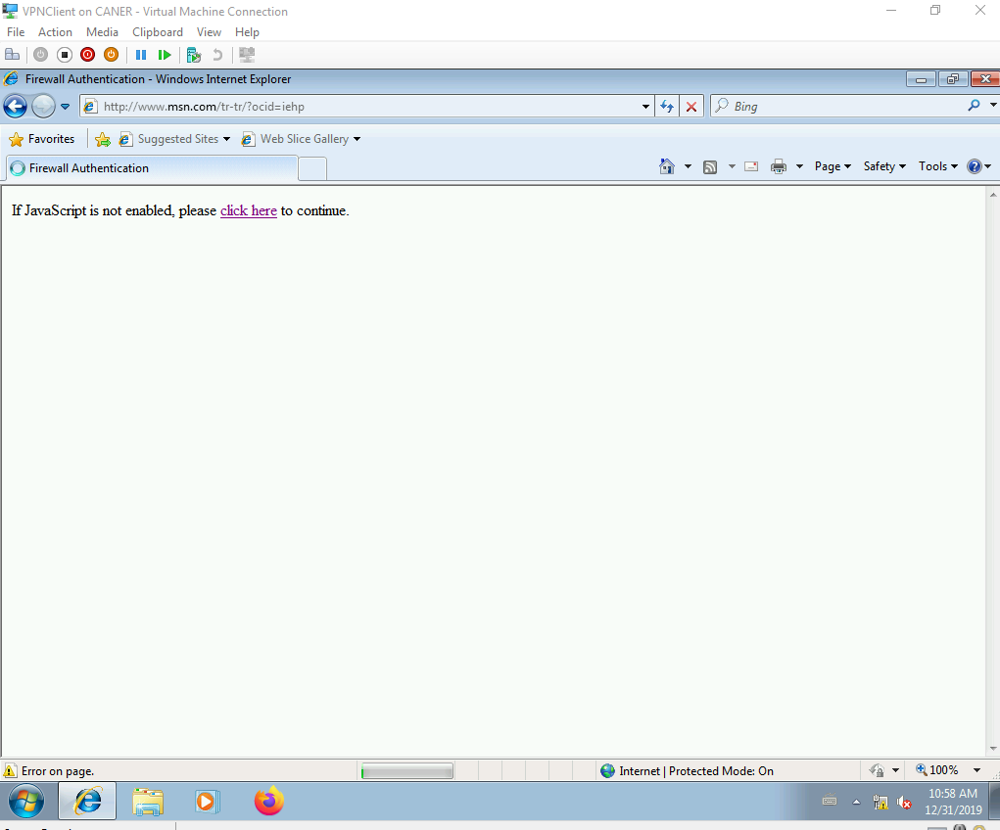 VPNClient on CANER - Virtual Machine Connection
File Action Media Clipboard View Help
Firewall Authentication - Windows Internet Explorer
http://www.msn.com/tr-tr/?ocid=iehp
Bing
Favorites Suggested Sites Web Slice Gallery
Firewall Authentication
Page Safety Tools
If JavaScript is not enabled, please click here to continue.
Error on page.
Internet | Protected Mode: On
100%
10:58 AM
12/31/2019